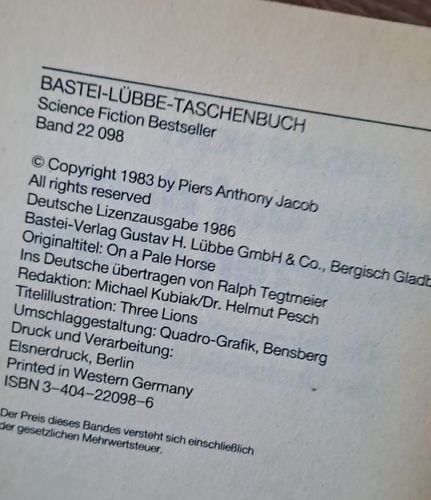 BASTEI-LÜBBE-TASCHENBUCH
Science Fiction Bestseller
Band 22 098
© Copyright 1983 by Piers Anthony Jacob
All rights reserved
Deutsche Lizenzausgabe 1986
Bastei-Verlag Gustav H. Lübbe GmbH & Co., Bergisch Gladb
Originaltitel: On a Pale Horse
Ins Deutsche übertragen von Ralph Tegtmeier
Redaktion: Michael Kubiak/Dr. Helmut Pesch
Titelillustration: Three Lions
Umschlaggestaltung: Quadro-Grafik, Bensberg
Druck und Verarbeitung:
Elsnerdruck, Berlin
Printed in Western Germany
ISBN 3-404-22098-6
Der Preis dieses Bandes versteht sich einschließlich
der gesetzlichen Mehrwertsteuer.